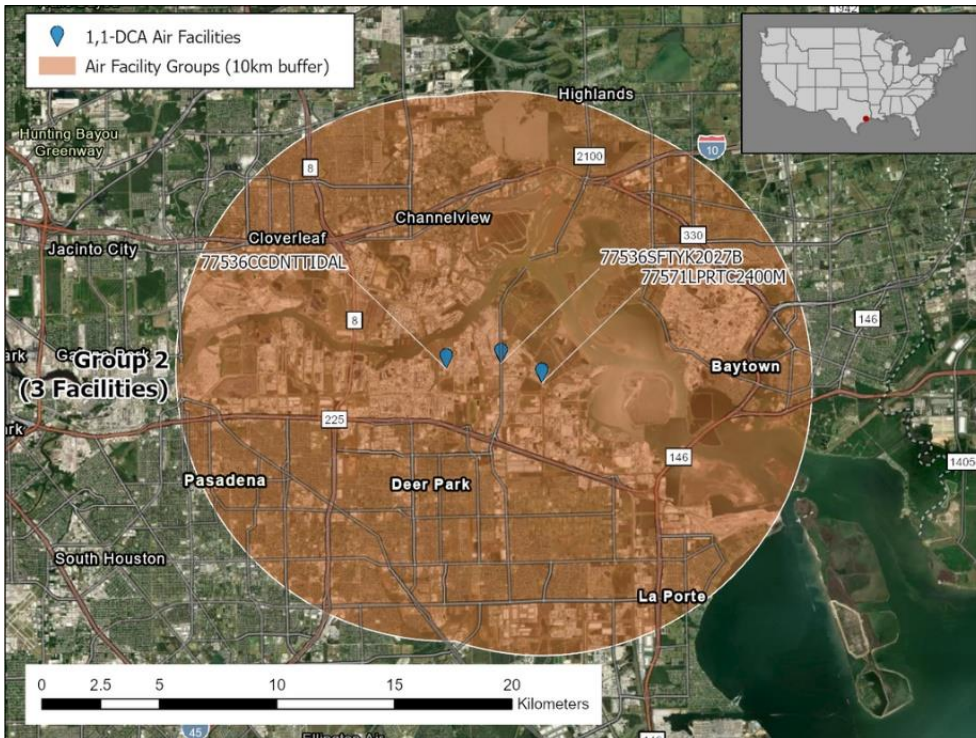 1942
1,1-DCA Air Facilities
Air Facility Groups (10km buffer)
Highlands
Hunting Bayou
Greenway
10
8
2100
Channelview
Jacinto City
Cloverleaf
330
77536CCDNTTIDAL
77536SFTYK2027B
77571LPRTC2400M
8
146
Group 2
(3 Facilities)
Baytown
225
146
1405
Pasadena
Deer Park
South Houston
La Porte
0 2.5 5 10 15 20
Kilometers
45